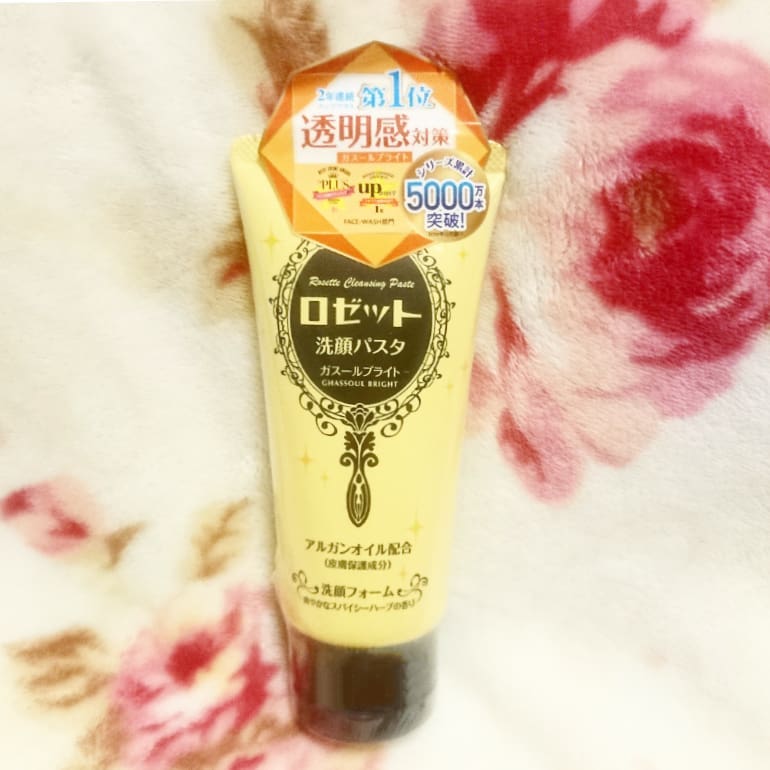 2年連続 第1位
透明感対策
ガスールブライト
シリーズ累計
5000万本
突破!
PLUS
up
1位
FACE-WASH部門
Rosette Cleansing Paste
ロゼット
洗顔パスタ
ガスールブライト
GHASSOUL BRIGHT
アルガンオイル配合
(皮膚保護成分)
洗顔フォーム
爽やかなスパイシーハーブの香り